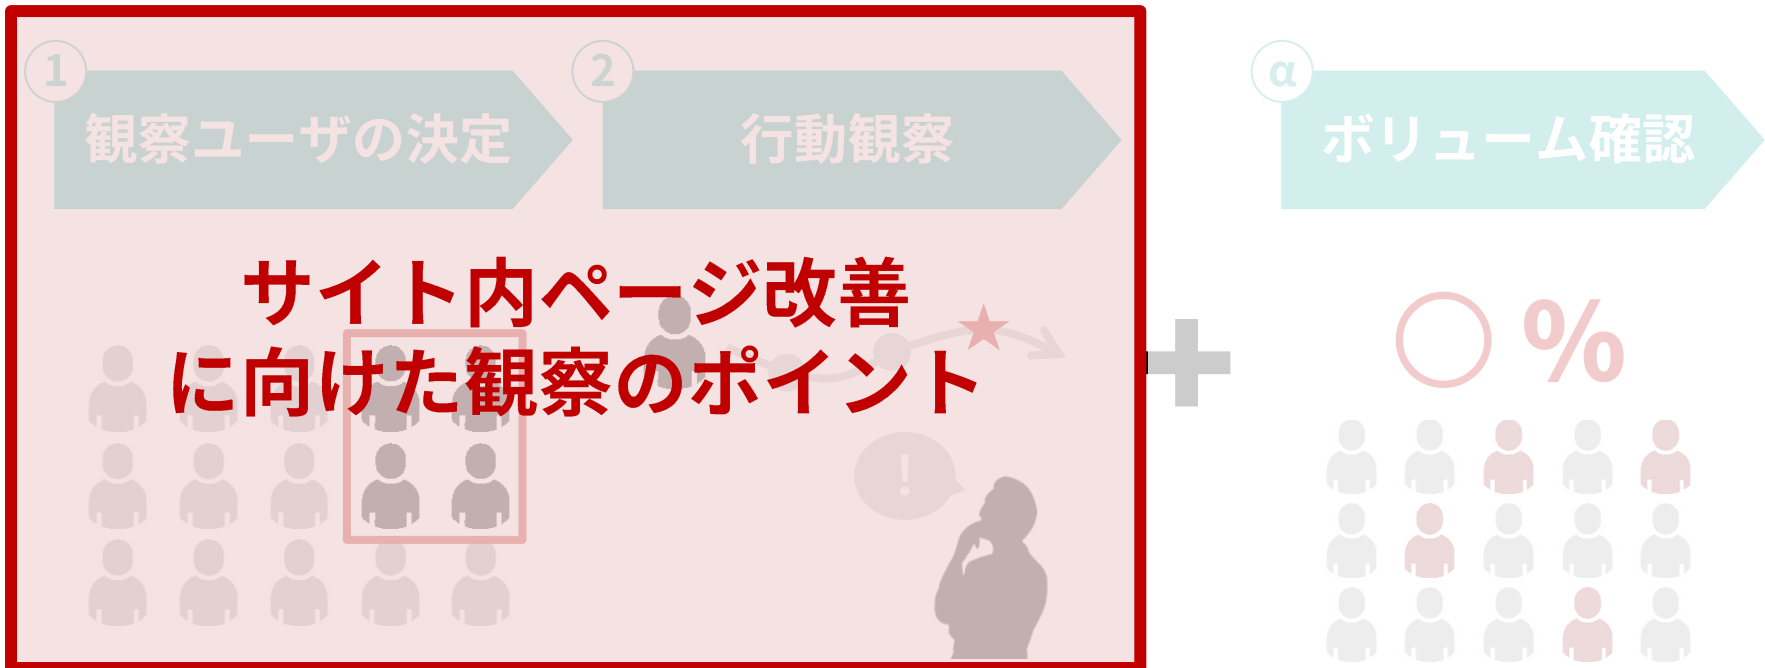 1
観察ユーザの決定
2
行動観察
α
ボリューム確認
サイト内ページ改善
に向けた観察のポイント
〇%
!